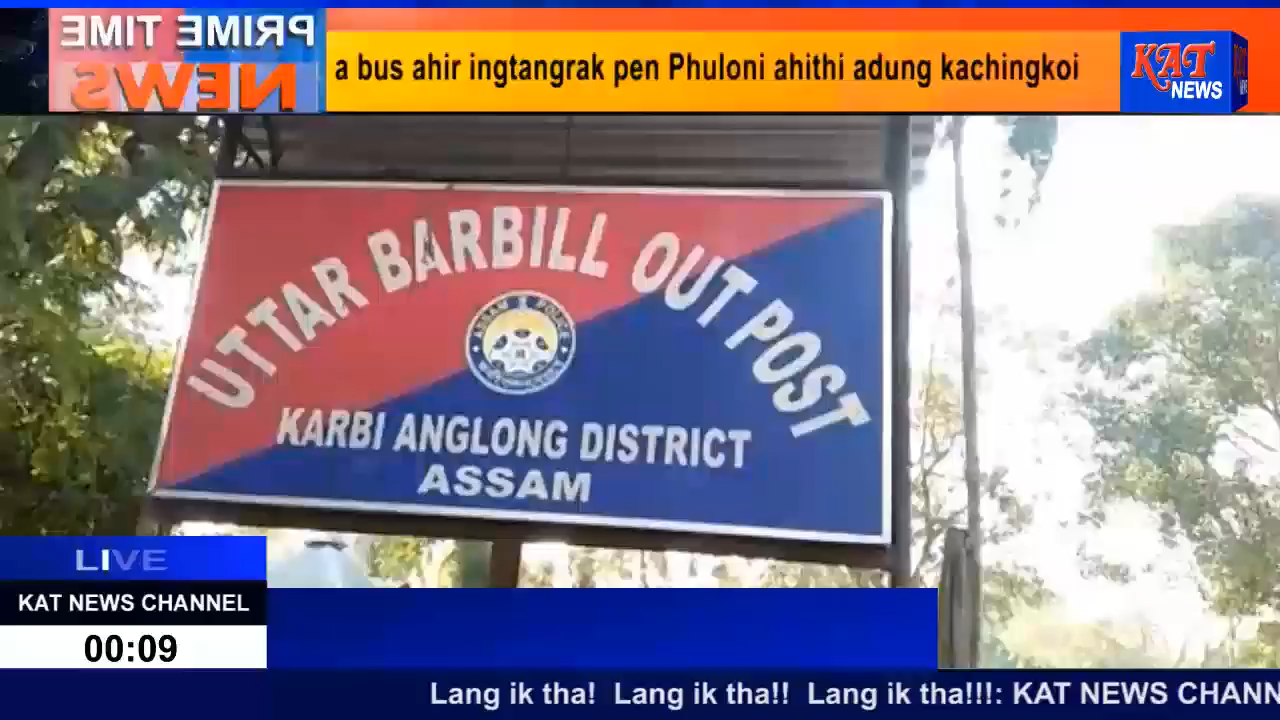 PRIME TIME
NEWS
a bus ahir ingtangrak pen Phuloni ahithi adung kachingkoi
KAT
NEWS
UTTAR BARBILL OUT POST
ASSAM POLICE
KARBI ANGLONG DISTRICT
ASSAM
LIVE
KAT NEWS CHANNEL
00:09
Lang ik tha! Lang ik tha!! Lang ik tha!!!: KAT NEWS CHANN